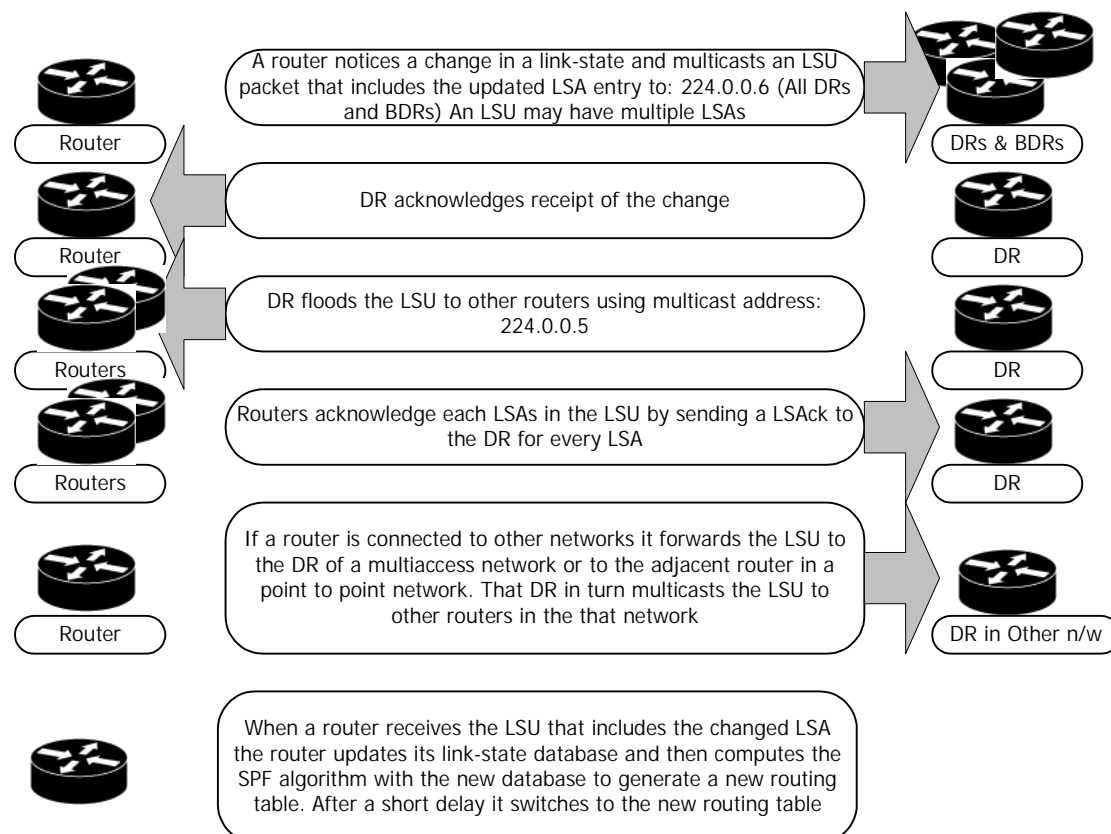 A router notices a change in a link-state and multicasts an LSU
packet that includes the updated LSA entry to: 224.0.0.6 (All DRs
and BDRs) An LSU may have multiple LSAs
Router
DRs & BDRs
DR acknowledges receipt of the change
Router
DR
DR floods the LSU to other routers using multicast address:
224.0.0.5
Routers
DR
Routers acknowledge each LSAs in the LSU by sending a LSAck to
the DR for every LSA
Routers
DR
If a router is connected to other networks it forwards the LSU to
the DR of a multiaccess network or to the adjacent router in a
point to point network. That DR in turn multicasts the LSU to
other routers in the that network
Router
DR in Other n/w
When a router receives the LSU that includes the changed LSA
the router updates its link-state database and then computes the
SPF algorithm with the new database to generate a new routing
table. After a short delay it switches to the new routing table